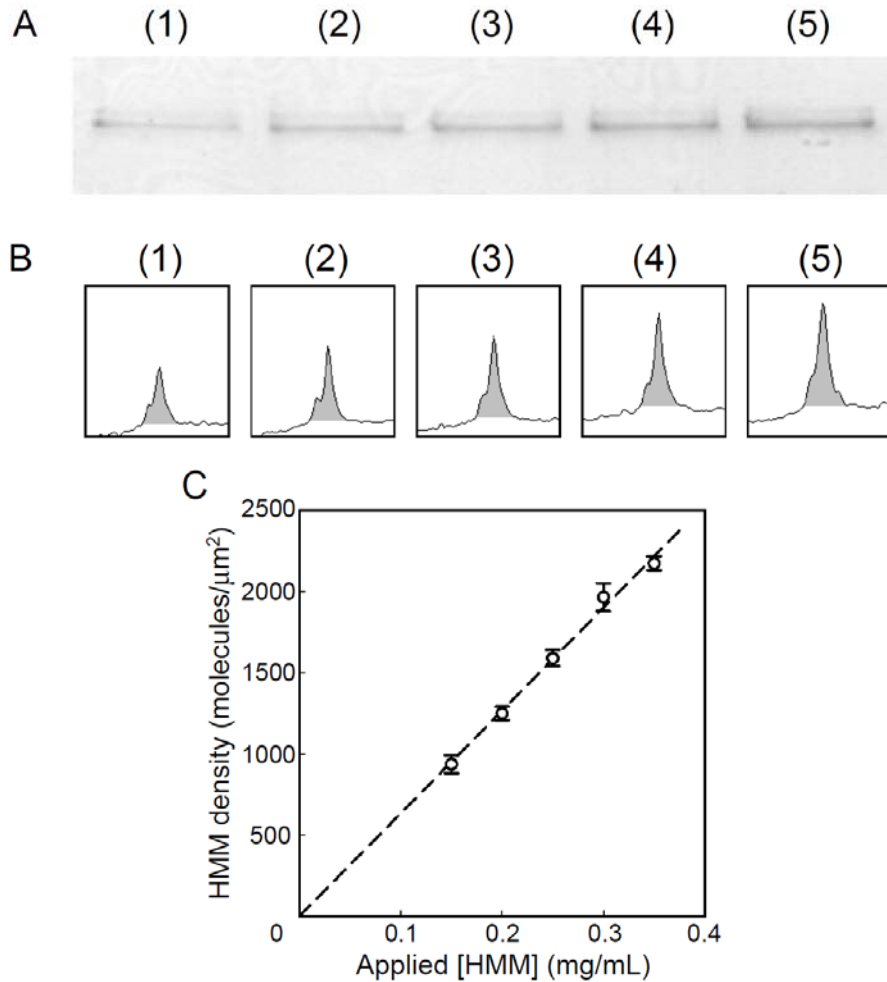 A (1) (2) (3) (4) (5)
B (1) (2) (3) (4) (5)
C
2500
2000
1500
1000
500
0 0.1 0.2 0.3 0.4
HMM density (molecules/μm²)
Applied [HMM] (mg/mL)